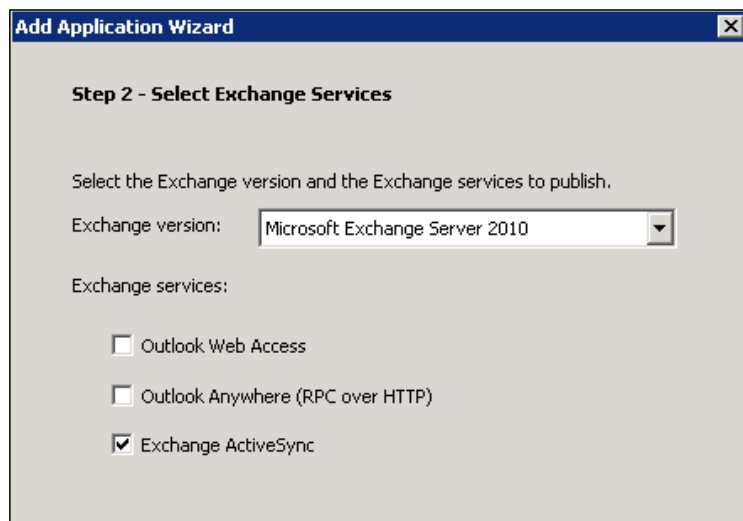 Add Application Wizard
Step 2 - Select Exchange Services
Select the Exchange version and the Exchange services to publish.
Exchange version: Microsoft Exchange Server 2010
Exchange services:
Outlook Web Access
Outlook Anywhere (RPC over HTTP)
Exchange ActiveSync